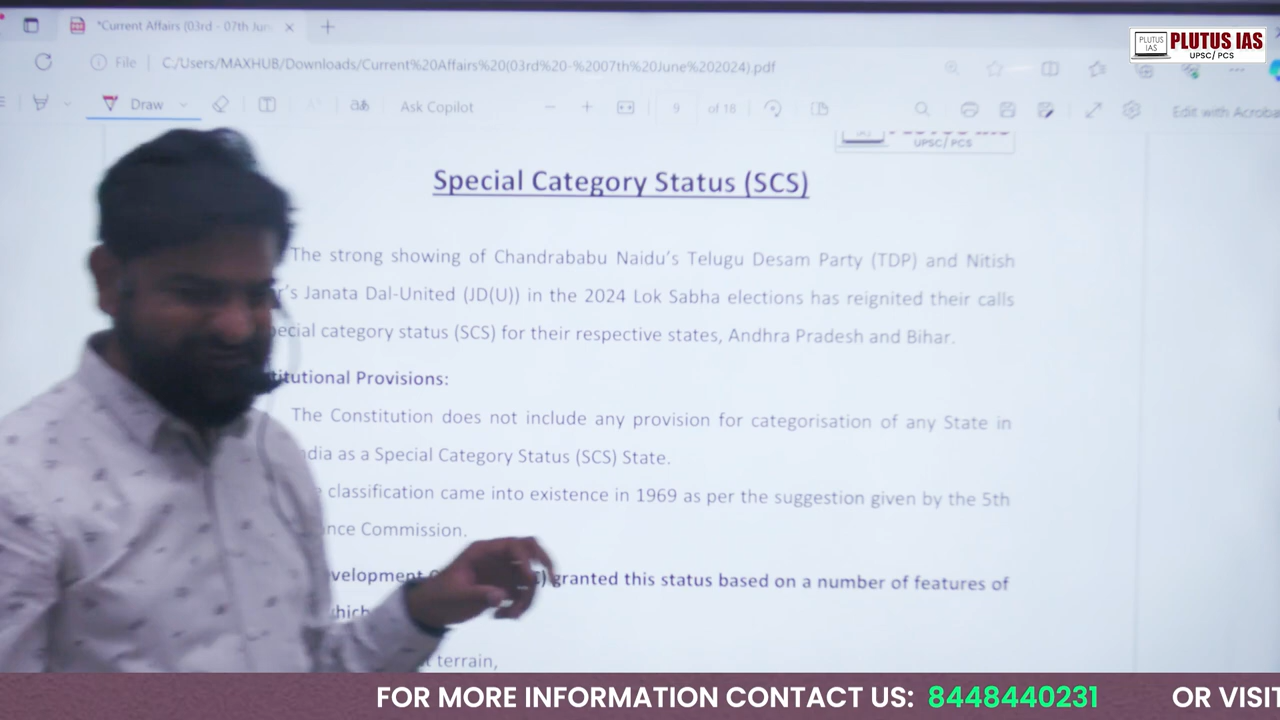 *Current Affairs (03rd - 07th Jun
PLUTUS IAS
UPSC/ PCS
PLUTUS
IAS
File
C:/Users/MAXHUB/Downloads/Current%20
%20-%2007th%20June%202024).pdf
Draw
Ask Copilot
9 of 18
Edit with Acroba
UPSC/ PCS
Special Category Status (SCS)
The strong showing of Chandrababu Naidu's Telugu Desam Party (TDP) and Nitish
r's Janata Dal-United (JD(U)) in the 2024 Lok Sabha elections has reignited their calls
pecial category status (SCS) for their respective states, Andhra Pradesh and Bihar.
titutional Provisions:
The Constitution does not include any provision for categorisation of any State in
ndia as a Special Category Status (SCS) State.
classification came into existence in 1969 as per the suggestion given by the 5th
nce Commission.
velopment C) granted this status based on a number of features of
hich
terrain,
FOR MORE INFORMATION CONTACT US: 8448440231 OR VISIT